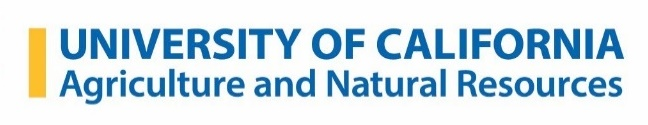 UNIVERSITY OF CALIFORNIA
Agriculture and Natural Resources